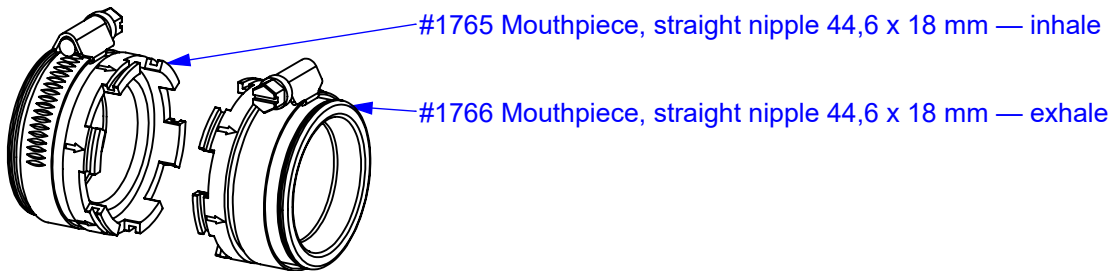 #1765 Mouthpiece, straight nipple 44,6 x 18 mm — inhale
#1766 Mouthpiece, straight nipple 44,6 x 18 mm — exhale